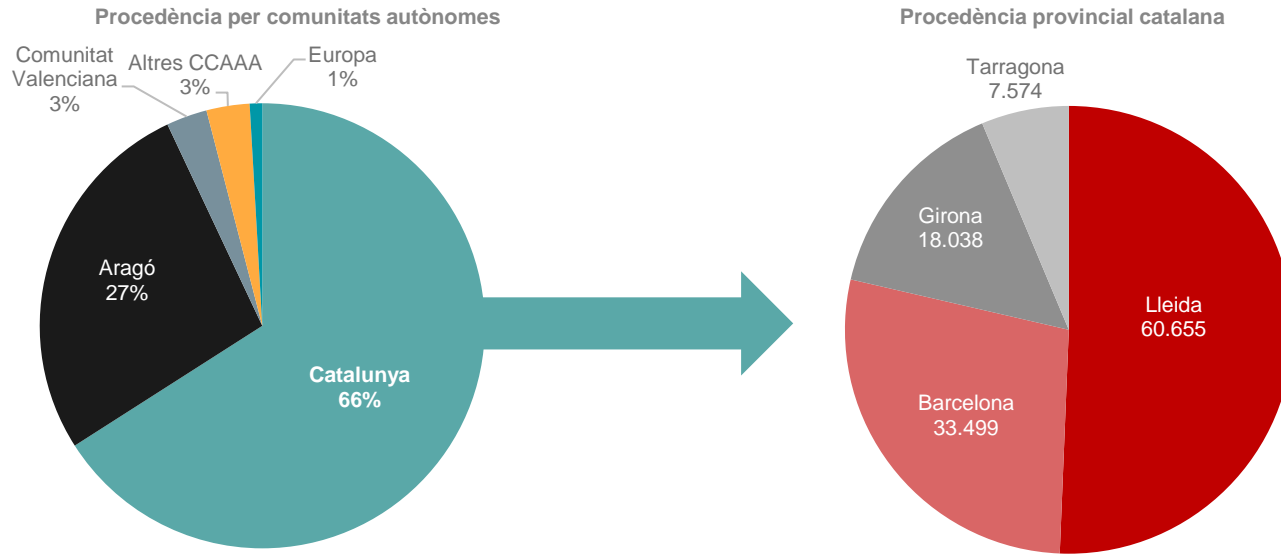 Procedència per comunitats autònomes
Comunitat
Valenciana
3%
Altres CCAAA
3%
Europa
1%
Aragó
27%
Catalunya
66%
Procedència provincial catalana
Tarragona
7.574
Girona
18.038
Lleida
60.655
Barcelona
33.499